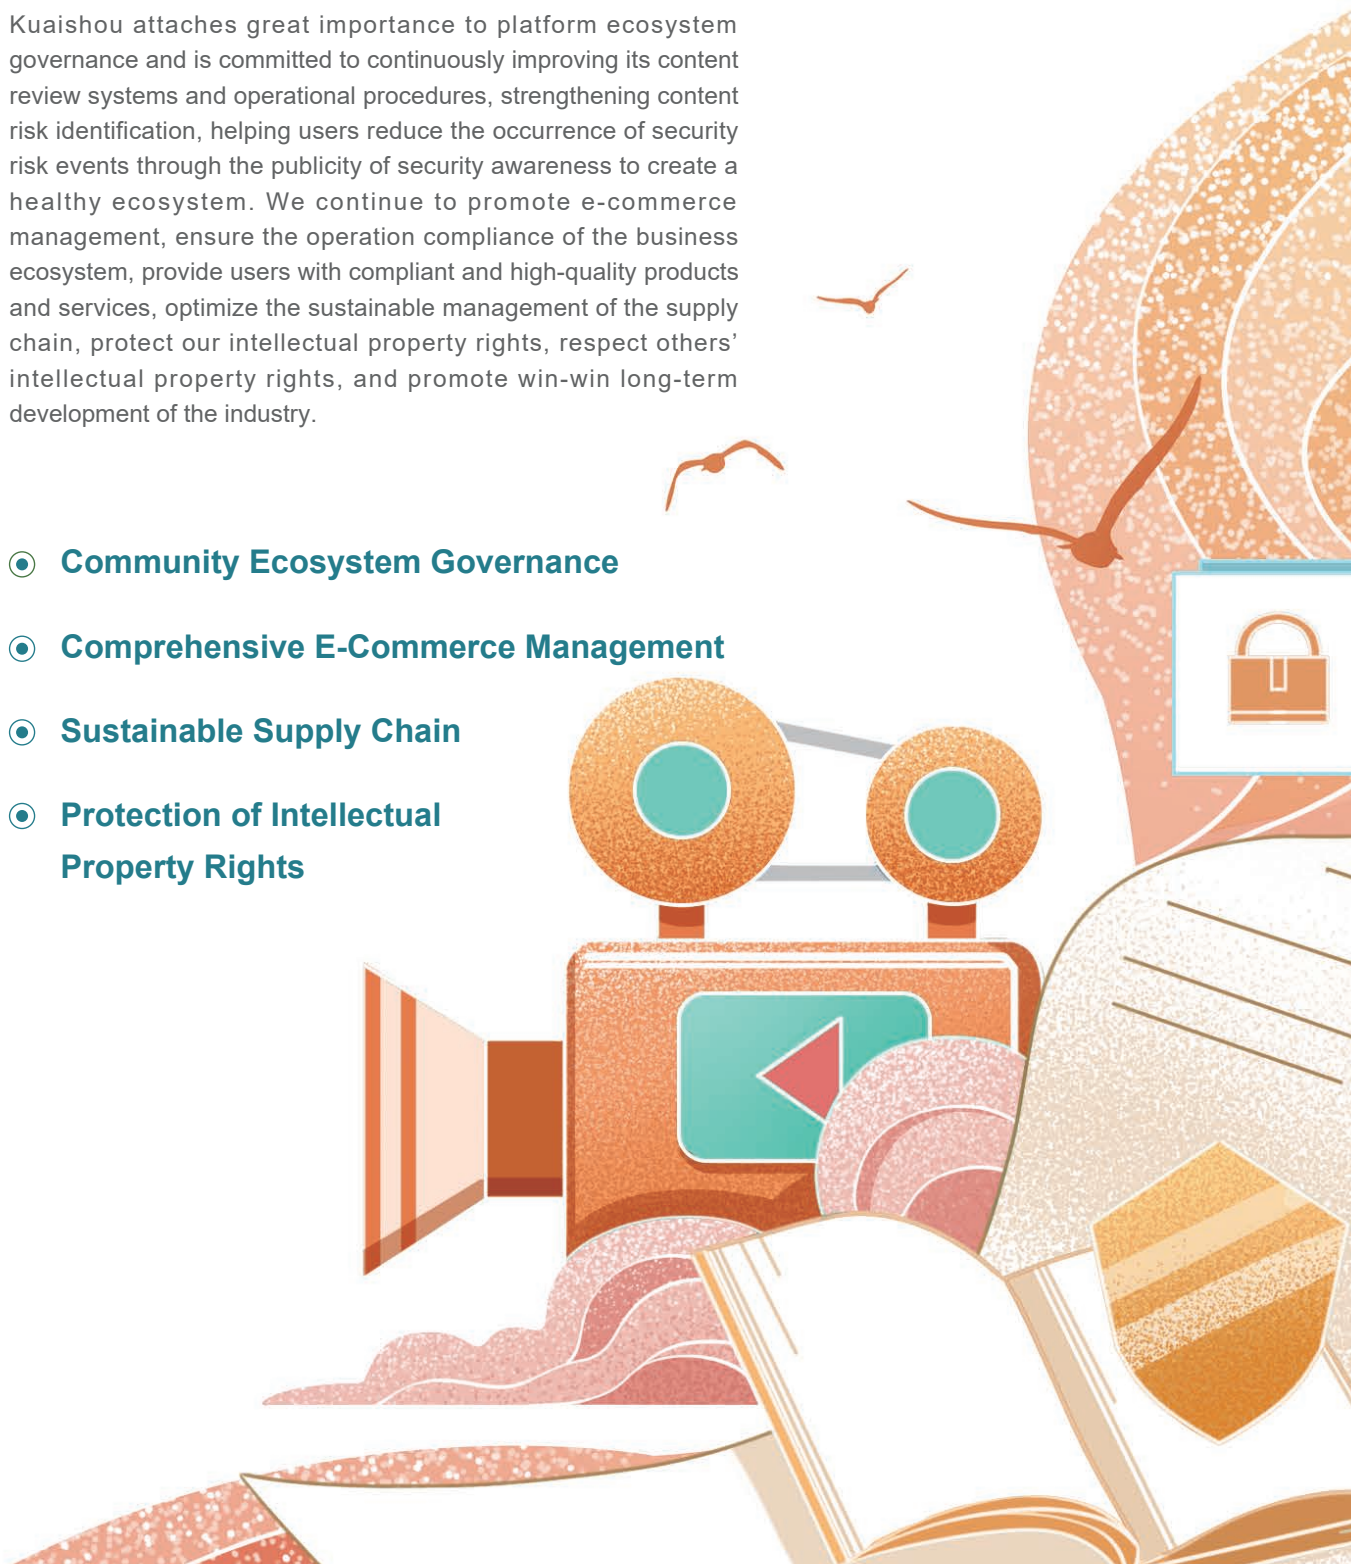 Kuaishou attaches great importance to platform ecosystem
governance and is committed to continuously improving its content
review systems and operational procedures, strengthening content
risk identification, helping users reduce the occurrence of security
risk events through the publicity of security awareness to create a
healthy ecosystem. We continue to promote e-commerce
management, ensure the operation compliance of the business
ecosystem, provide users with compliant and high-quality products
and services, optimize the sustainable management of the supply
chain, protect our intellectual property rights, respect others’
intellectual property rights, and promote win-win long-term
development of the industry.
Community Ecosystem Governance
Comprehensive E-Commerce Management
Sustainable Supply Chain
Protection of Intellectual
Property Rights